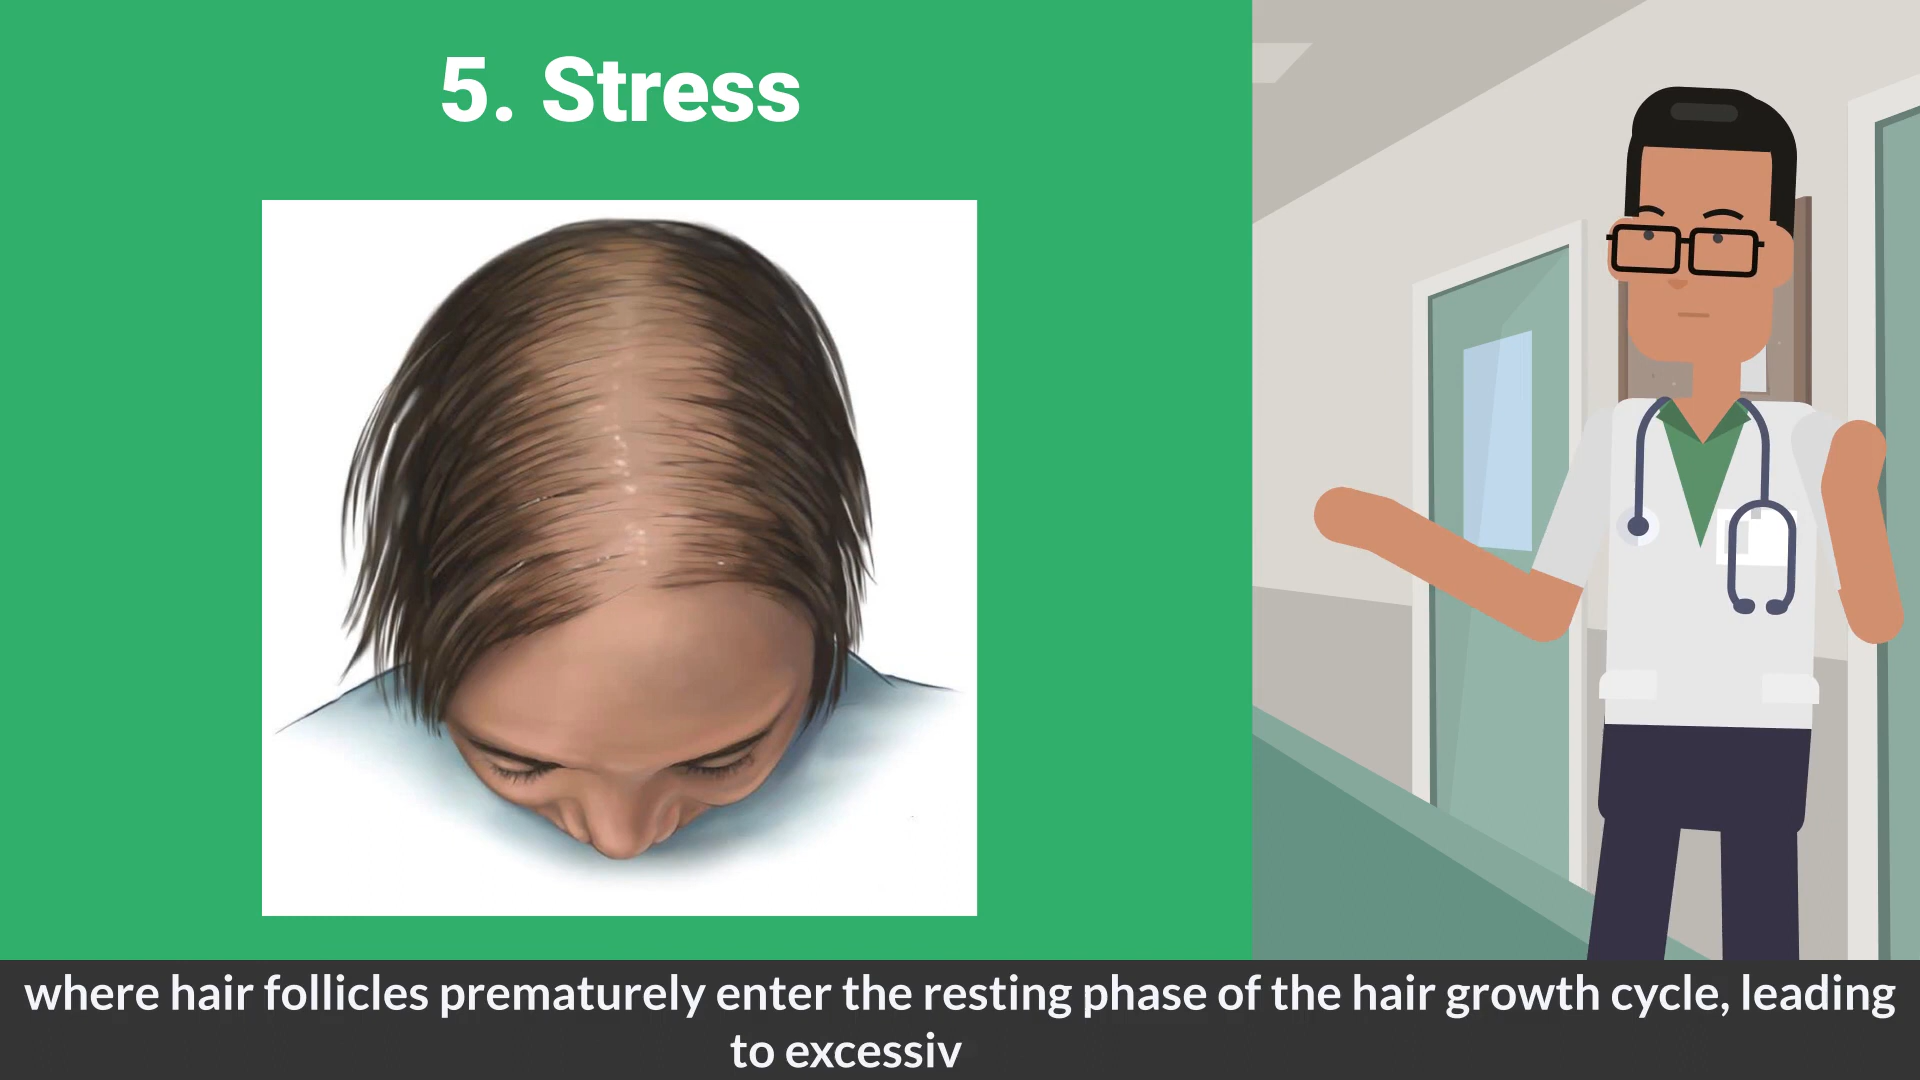 5. Stress
where hair follicles prematurely enter the resting phase of the hair growth cycle, leading
to excessiv